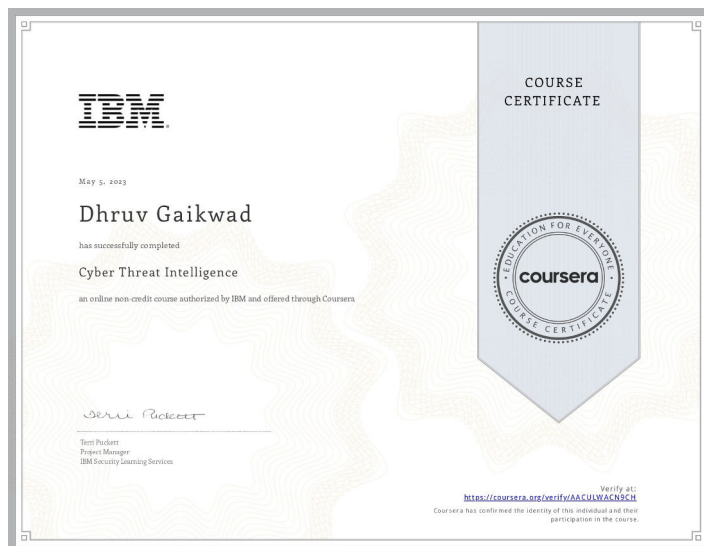 IBM
COURSE
CERTIFICATE
May 5, 2023
Dhruv Gaikwad
has successfully completed
Cyber Threat Intelligence
an online non-credit course authorized by IBM and offered through Coursera
EDUCATION FOR EVERYONE
coursera
COURSE CERTIFICATE
Terri Puckett
Terri Puckett
Project Manager
IBM Security Learning Services
Verify at:
https://coursera.org/verify/AACULWACN9CH
Coursera has confirmed the identity of this individual and their
participation in the course.